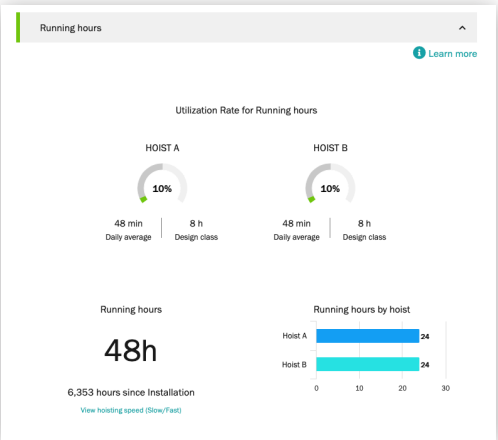 Running hours
Learn more
Utilization Rate for Running hours
HOIST A
HOIST B
10%
10%
48 min
8 h
48 min
8 h
Daily average
Design class
Daily average
Design class
Running hours
Running hours by hoist
48h
Hoist A
24
Hoist B
24
0 10 20 30
6,353 hours since Installation
View hoisting speed (Slow/Fast)